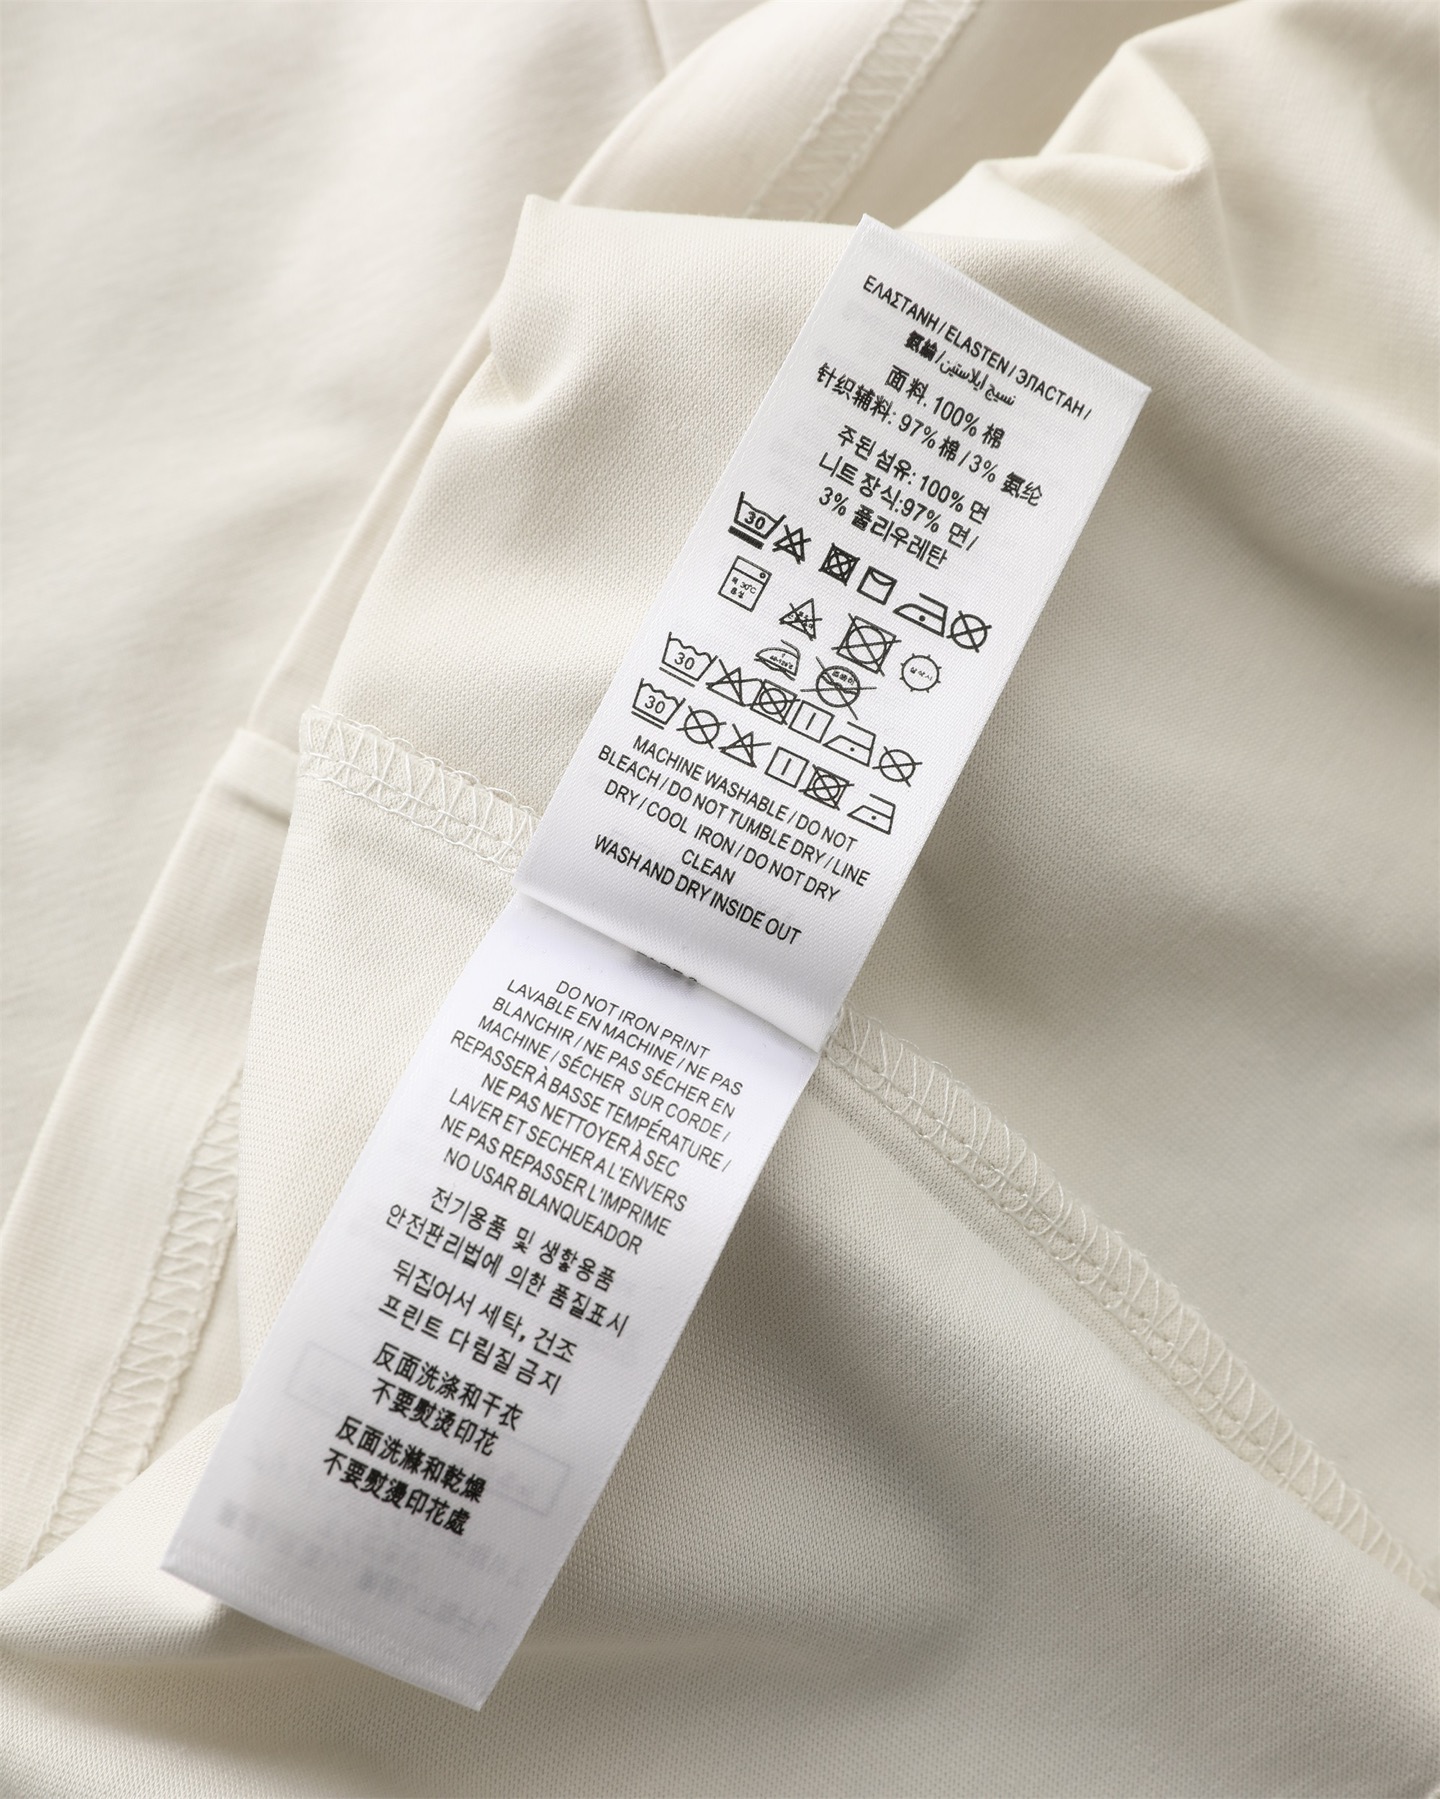 ΕΛΑΣΤΑΝΗ / ELASTEN / ЭЛАСТАН /
氨綸 / نسيج إيلاستين
面料. 100% 棉
针织辅料: 97% 棉 / 3% 氨纶
주된 섬유: 100% 면
니트 장식:97% 면/
3% 폴리우레탄
30
30
30
MACHINE WASHABLE / DO NOT
BLEACH / DO NOT TUMBLE DRY / LINE
DRY / COOL IRON / DO NOT DRY
CLEAN
WASH AND DRY INSIDE OUT
DO NOT IRON PRINT
LAVABLE EN MACHINE / NE PAS
BLANCHIR / NE PAS SÉCHER EN
MACHINE / SÉCHER SUR CORDE /
REPASSER À BASSE TEMPÉRATURE /
NE PAS NETTOYER À SEC
LAVER ET SECHER A L'ENVERS
NE PAS REPASSER L'IMPRIME
NO USAR BLANQUEADOR
전기용품 및 생활용품
안전관리법에 의한 품질표시
뒤집어서 세탁, 건조
프린트 다림질 금지
反面洗涤和干衣
不要熨烫印花
反面洗滌和乾燥
不要熨燙印花處